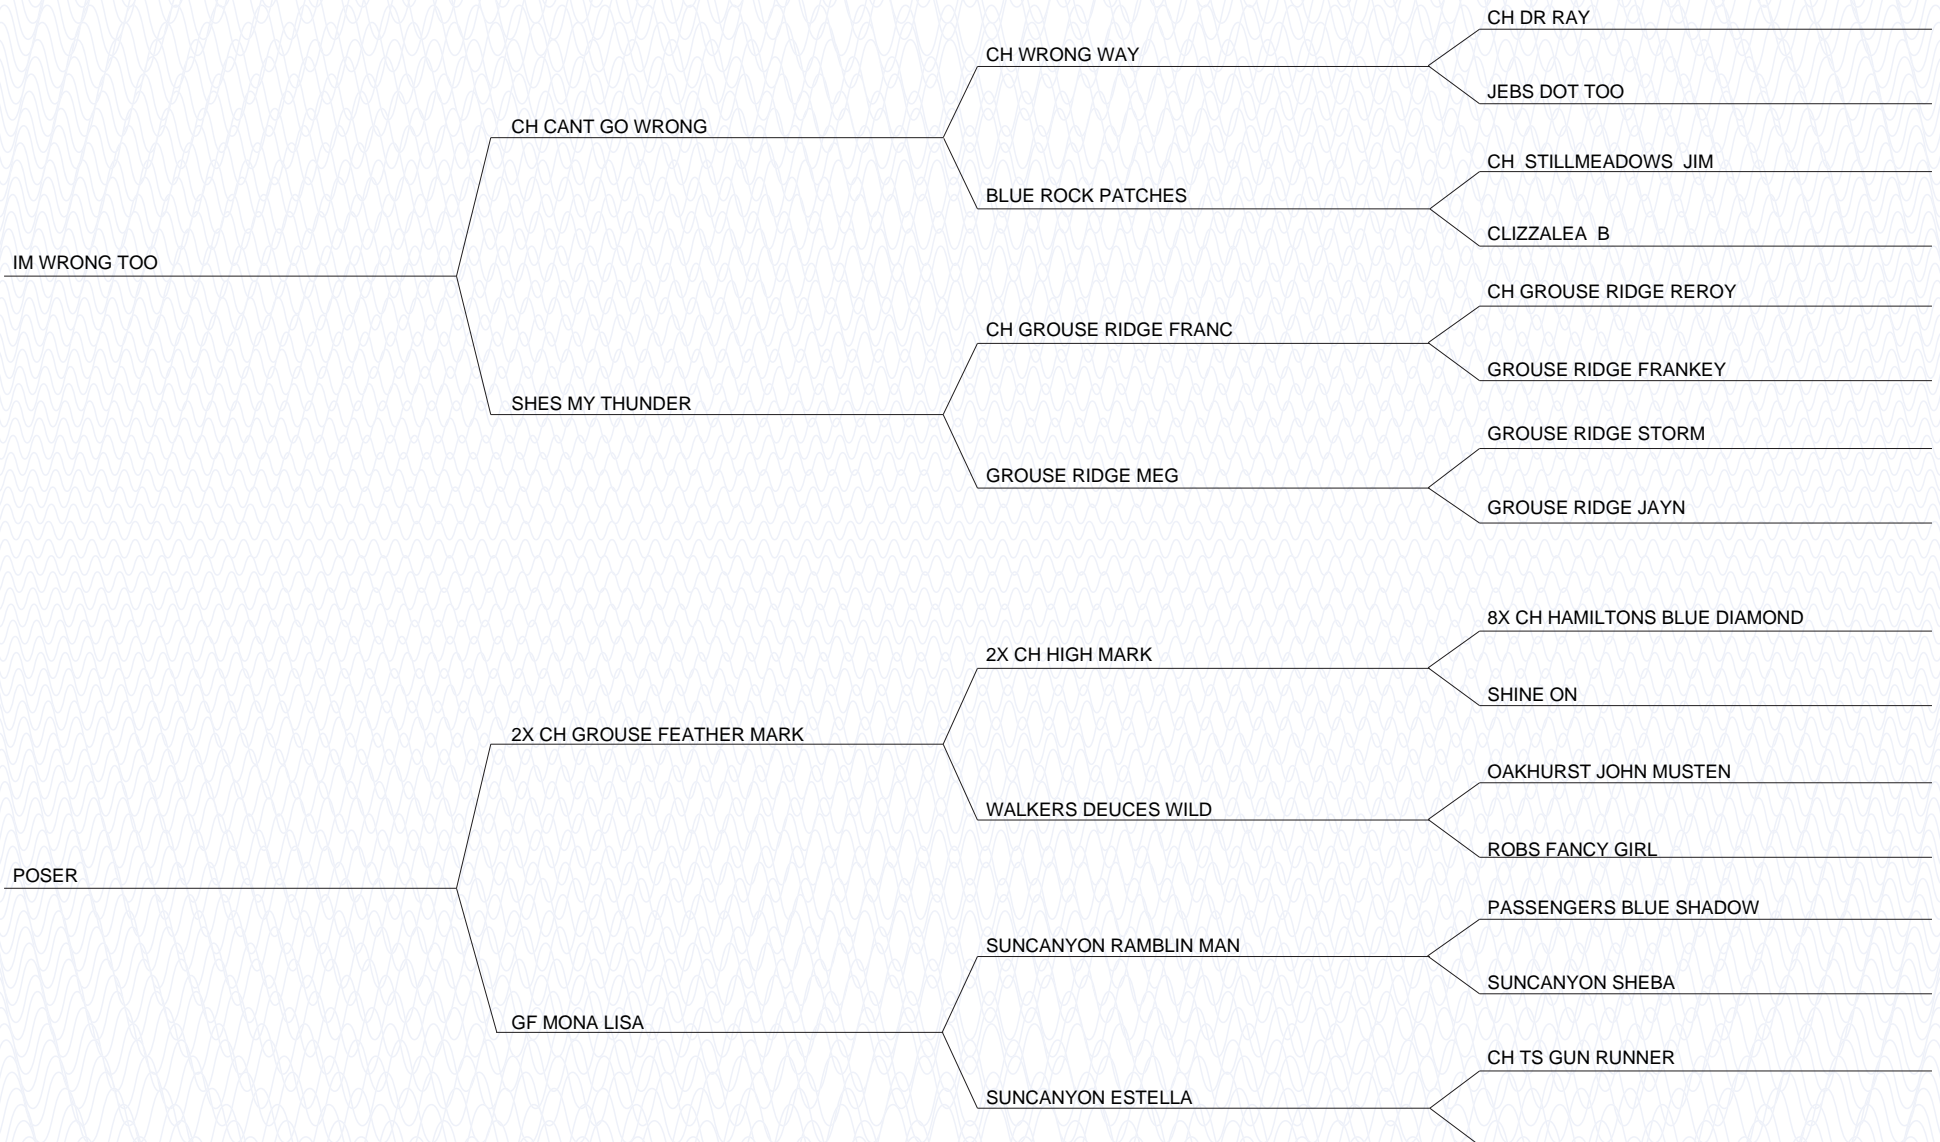 CH DR RAY
CH WRONG WAY
JEBS DOT TOO
CH CANT GO WRONG
CH  STILLMEADOWS  JIM
BLUE ROCK PATCHES
CLIZZALEA  B
IM WRONG TOO
CH GROUSE RIDGE REROY
CH GROUSE RIDGE FRANC
GROUSE RIDGE FRANKEY
SHES MY THUNDER
GROUSE RIDGE STORM
GROUSE RIDGE MEG
GROUSE RIDGE JAYN
8X CH HAMILTONS BLUE DIAMOND
2X CH HIGH MARK
SHINE ON
2X CH GROUSE FEATHER MARK
OAKHURST JOHN MUSTEN
WALKERS DEUCES WILD
ROBS FANCY GIRL
POSER
PASSENGERS BLUE SHADOW
SUNCANYON RAMBLIN MAN
SUNCANYON SHEBA
GF MONA LISA
CH TS GUN RUNNER
SUNCANYON ESTELLA